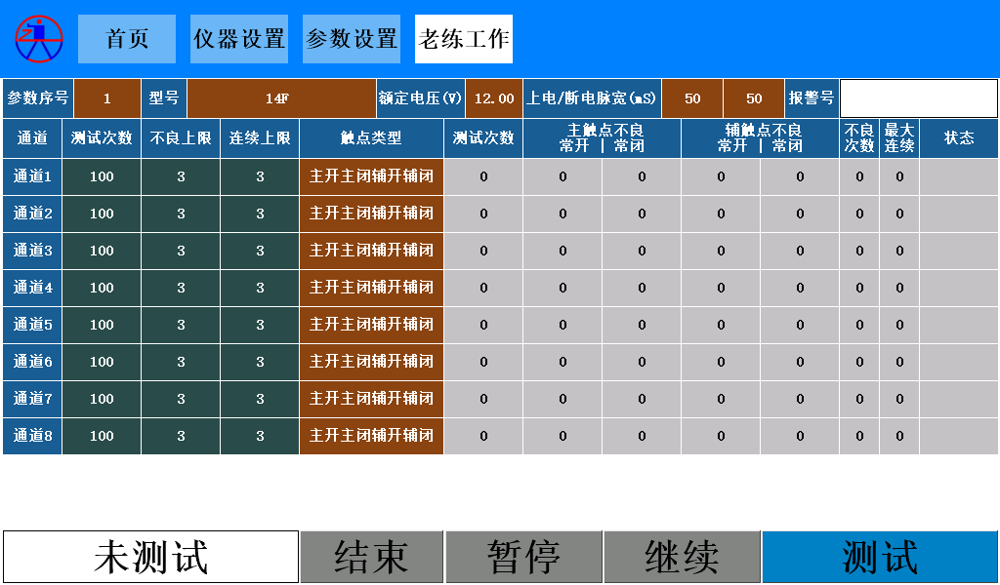 首页 仪器设置 参数设置 老练工作
参数序号 1 型号 14F 额定电压(V) 12.00 上电/断电脉宽(mS) 50 50 报警号
通道 测试次数 不良上限 连续上限 触点类型 测试次数 主触点不良 常开 | 常闭 辅触点不良 常开 | 常闭 不良次数 最大连续 状态
通道1 100 3 3 主开主闭辅开辅闭 0 0 0 0 0 0 0
通道2 100 3 3 主开主闭辅开辅闭 0 0 0 0 0 0 0
通道3 100 3 3 主开主闭辅开辅闭 0 0 0 0 0 0 0
通道4 100 3 3 主开主闭辅开辅闭 0 0 0 0 0 0 0
通道5 100 3 3 主开主闭辅开辅闭 0 0 0 0 0 0 0
通道6 100 3 3 主开主闭辅开辅闭 0 0 0 0 0 0 0
通道7 100 3 3 主开主闭辅开辅闭 0 0 0 0 0 0 0
通道8 100 3 3 主开主闭辅开辅闭 0 0 0 0 0 0 0
未测试 结束 暂停 继续 测试